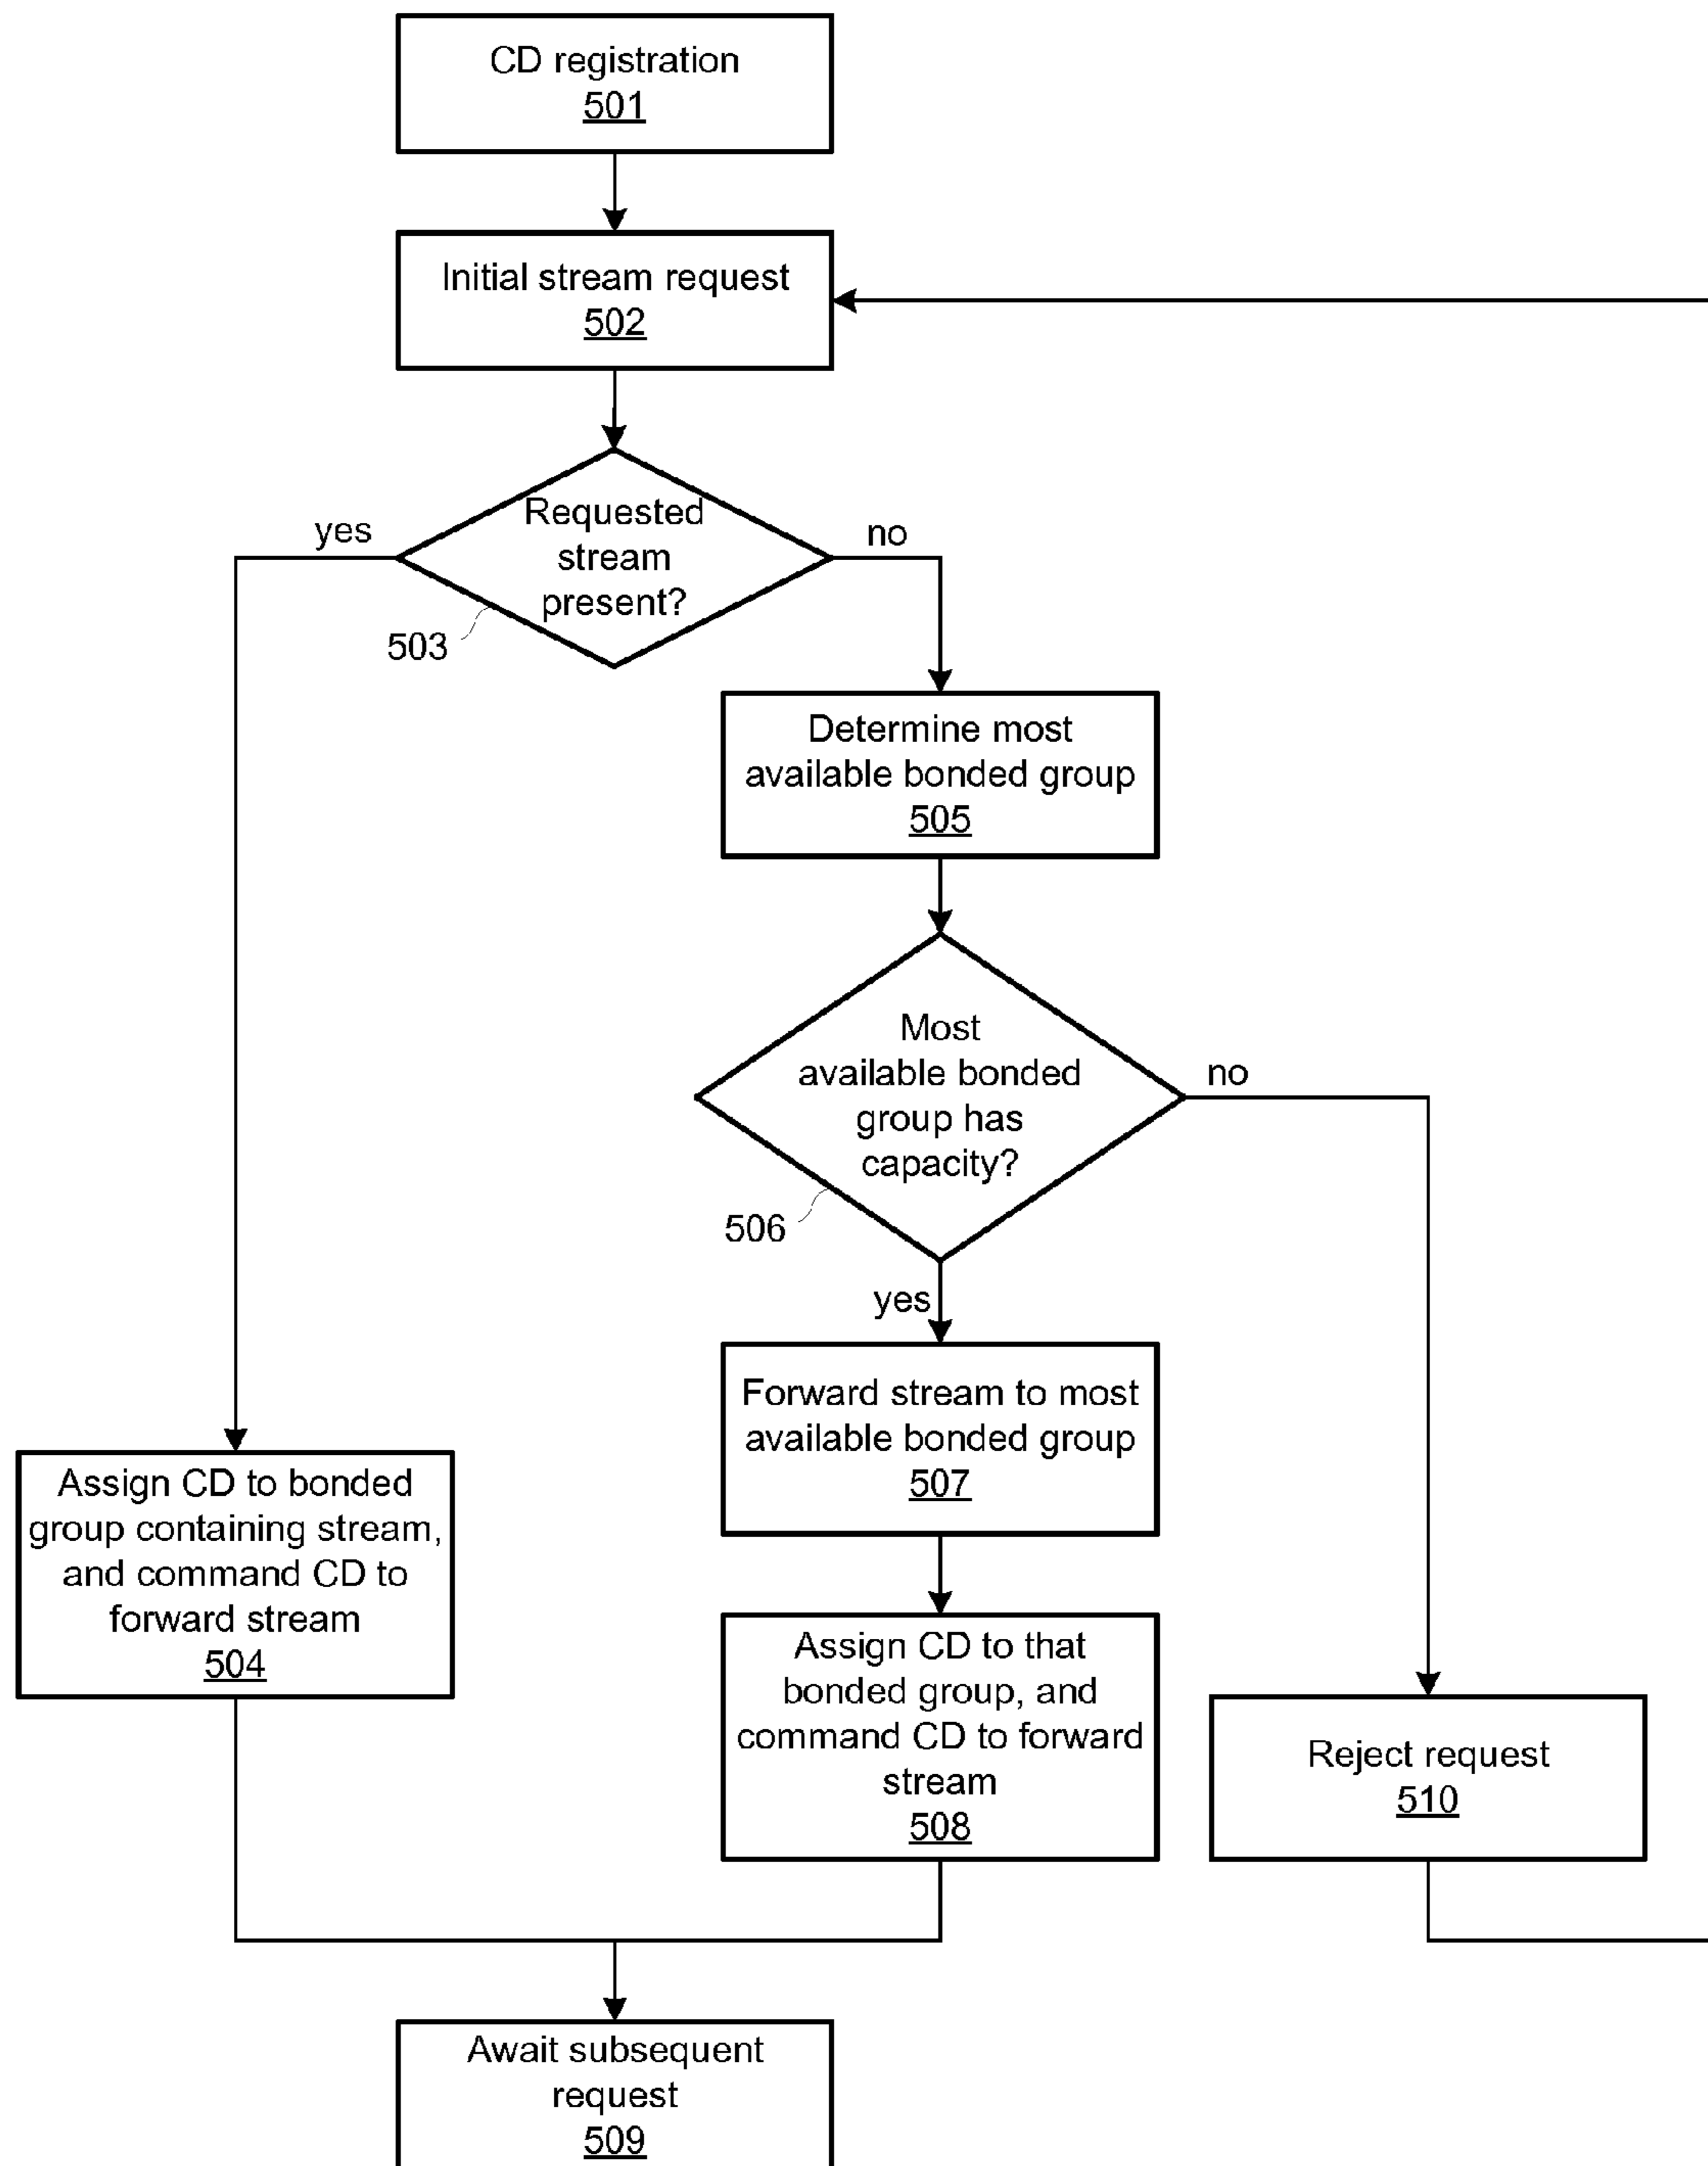 CD registration
501
Initial stream request
502
Requested
stream
present?
503
yes
no
Determine most
available bonded group
505
Most
available bonded
group has
capacity?
506
no
yes
Forward stream to most
available bonded group
507
Assign CD to bonded
group containing stream,
and command CD to
forward stream
504
Assign CD to that
bonded group, and
command CD to forward
stream
508
Reject request
510
Await subsequent
request
509